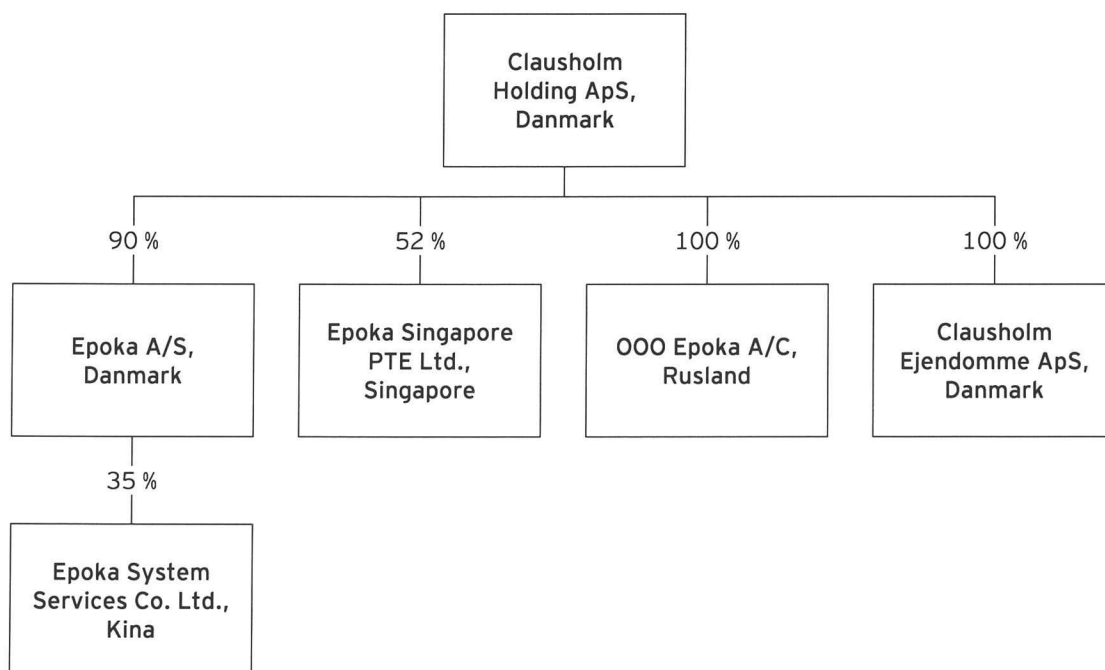 Clausholm
Holding ApS,
Danmark
90 %
52 %
100 %
100 %
Epoka A/S,
Danmark
Epoka Singapore
PTE Ltd.,
Singapore
OOO Epoka A/C,
Rusland
Clausholm
Ejendomme ApS,
Danmark
35 %
Epoka System
Services Co. Ltd.,
Kina